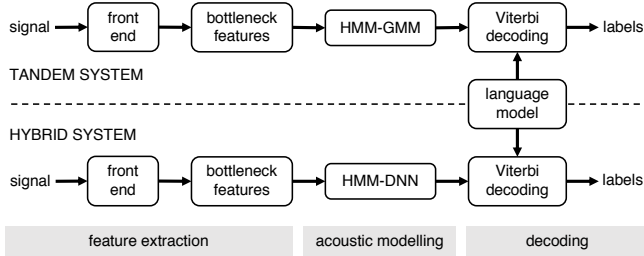 signal
front
end
bottleneck
features
HMM-GMM
Viterbi
decoding
labels
TANDEM SYSTEM
language
model
HYBRID SYSTEM
signal
front
end
bottleneck
features
HMM-DNN
Viterbi
decoding
labels
feature extraction
acoustic modelling
decoding